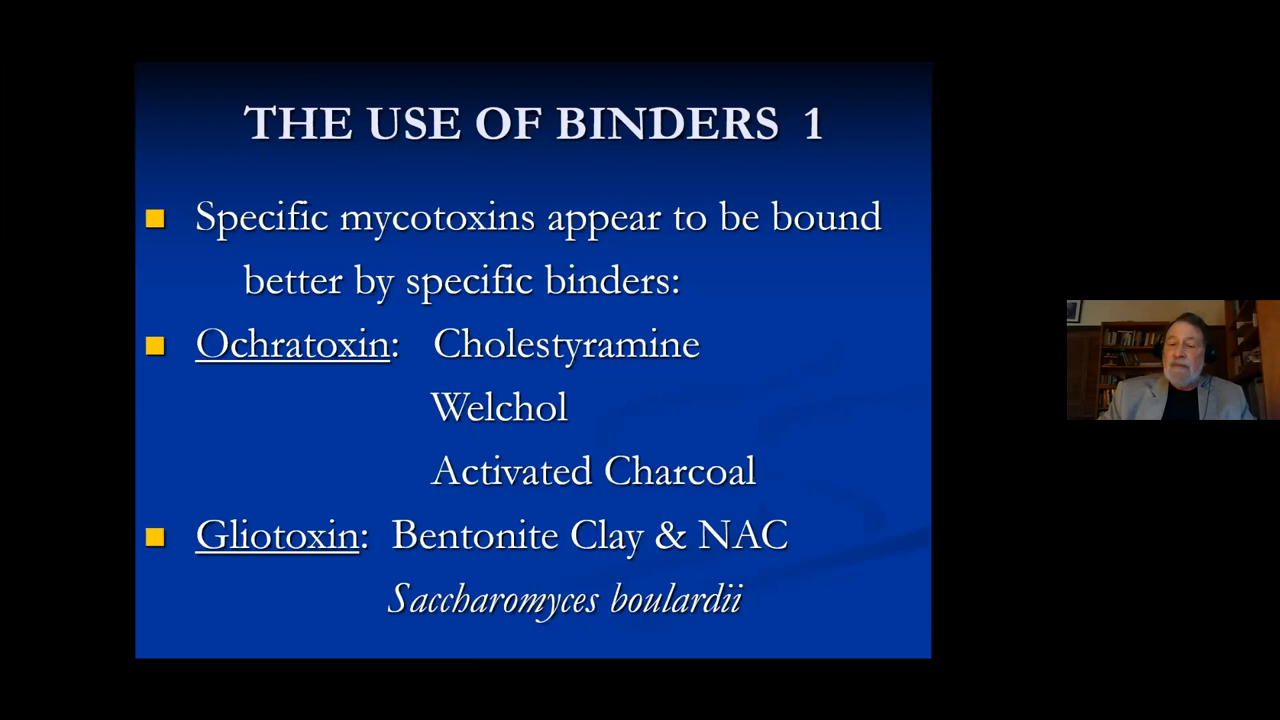 THE USE OF BINDERS 1
Specific mycotoxins appear to be bound
better by specific binders:
Ochratoxin: Cholestyramine
Welchol
Activated Charcoal
Gliotoxin: Bentonite Clay & NAC
Saccharomyces boulardii